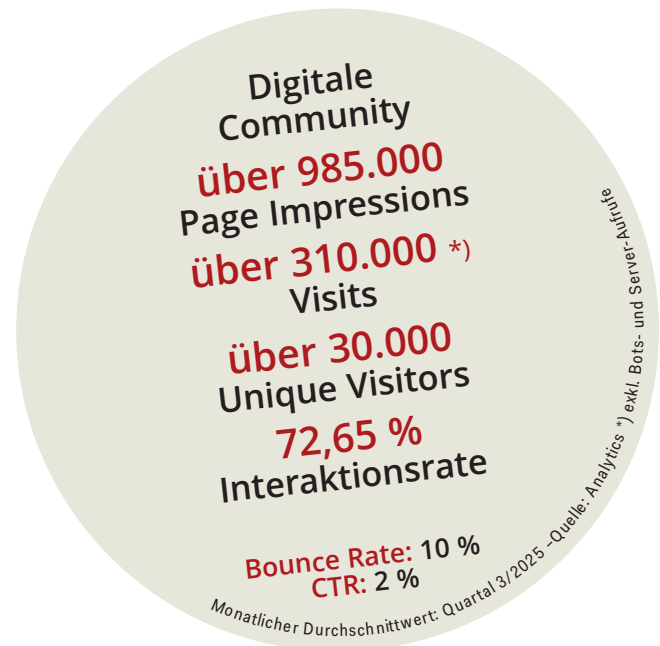 Digitale
Community
über 985.000
Page Impressions
über 310.000 *)
Visits
über 30.000
Unique Visitors
72,65 %
Interaktionsrate
Bounce Rate: 10 %
CTR: 2 %
Monatlicher Durchschnittwert: Quartal 3/2025 –Quelle: Analytics *) exkl. Bots- und Server-Aufrufe